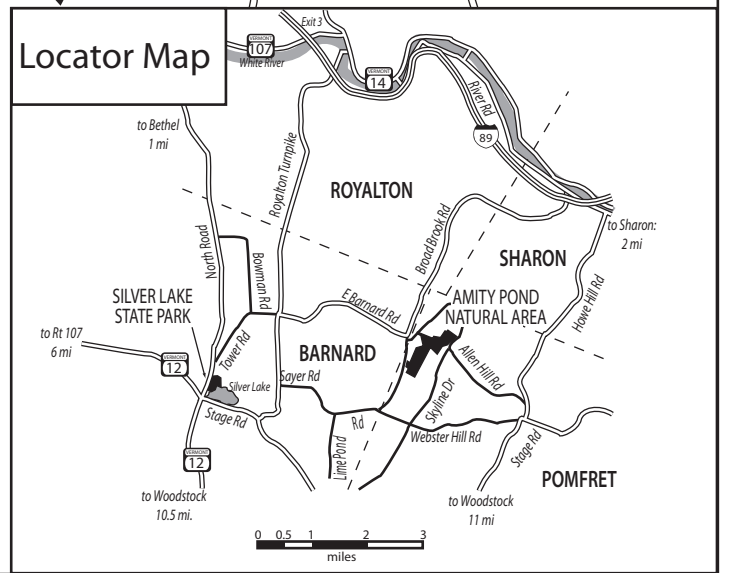 Locator Map
Exit 3
VERMONT
107
White River
VERMONT
14
River Rd
89
to Bethel
1 mi
Royalton Turnpike
ROYALTON
Broad Brook Rd
to Sharon:
2 mi
SHARON
North Road
Bowman Rd
Howe Hill Rd
SILVER LAKE
STATE PARK
E Barnard Rd
AMITY POND
NATURAL AREA
to Rt 107
6 mi
VERMONT
12
Tower Rd
BARNARD
Allen Hill Rd
Sayer Rd
Silver Lake
Skyline Dr
Stage Rd
Lime Pond
Rd
Webster Hill Rd
Stage Rd
VERMONT
12
POMFRET
to Woodstock
10.5 mi.
to Woodstock
11 mi
0 0.5 1 2 3
miles